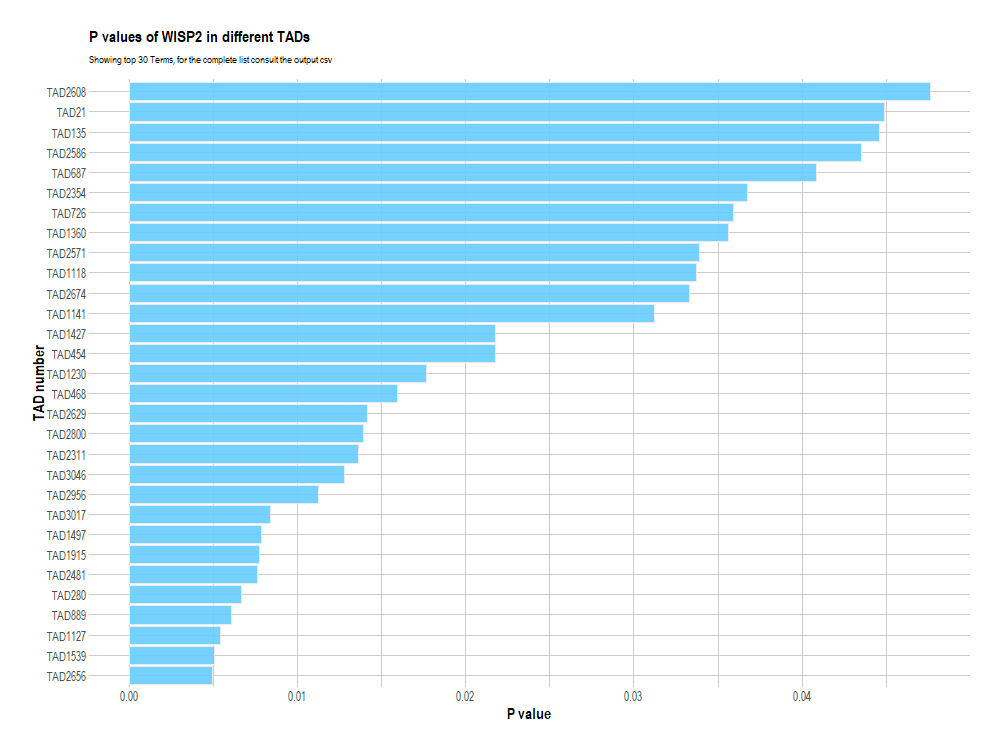 P values of WISP2 in different TADs
Showing top 30 Terms, for the complete list consult the output csv
TAD2608
TAD21
TAD135
TAD2586
TAD687
TAD2354
TAD726
TAD1360
TAD2571
TAD1118
TAD2674
TAD1141
TAD1427
TAD454
TAD1230
TAD468
TAD2629
TAD2800
TAD2311
TAD3046
TAD2956
TAD3017
TAD1497
TAD1915
TAD2481
TAD280
TAD889
TAD1127
TAD1539
TAD2656
TAD number
0.00 0.01 0.02 0.03 0.04
P value